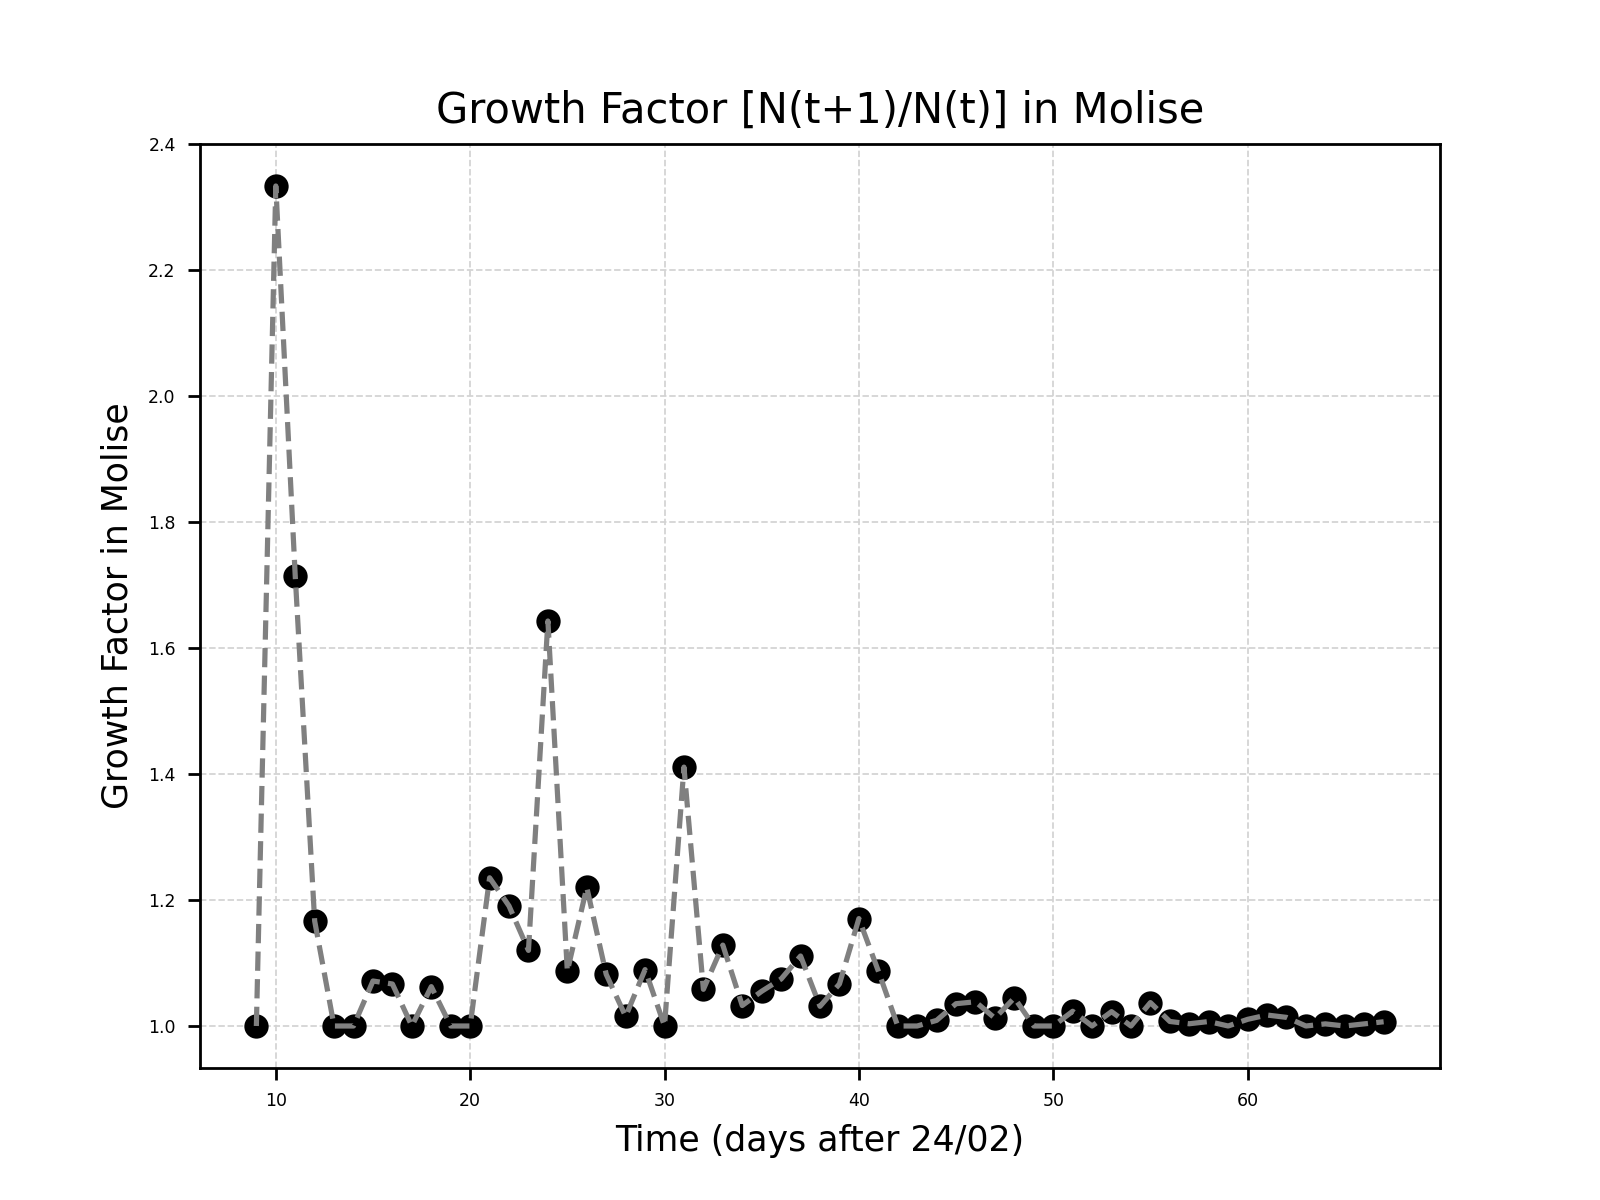 Growth Factor [N(t+1)/N(t)] in Molise
Growth Factor in Molise
2.4
2.2
2.0
1.8
1.6
1.4
1.2
1.0
10 20 30 40 50 60
Time (days after 24/02)